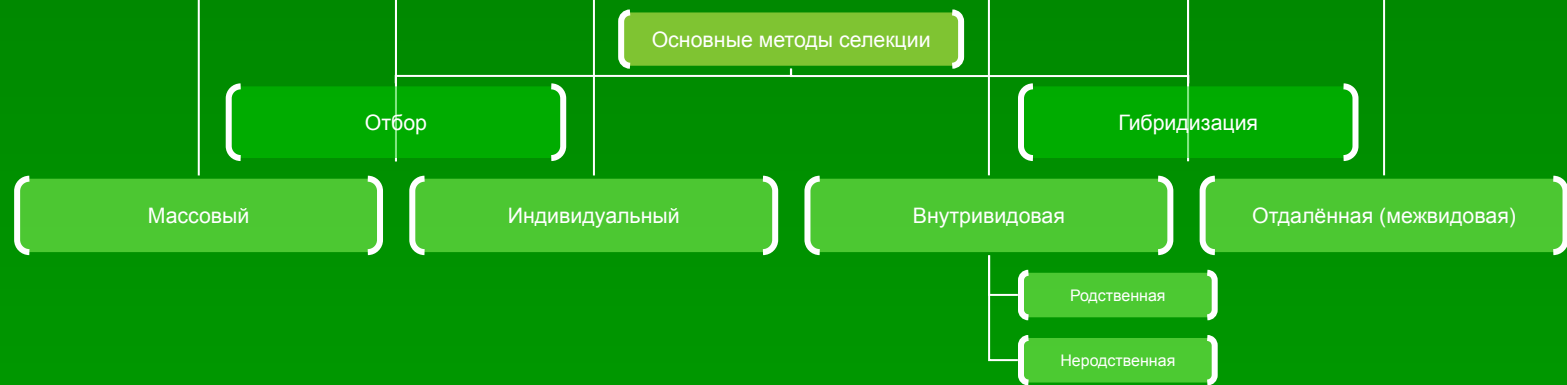 Основные методы селекции
Отбор
Гибридизация
Массовый
Индивидуальный
Внутривидовая
Отдалённая (межвидовая)
Родственная
Неродственная